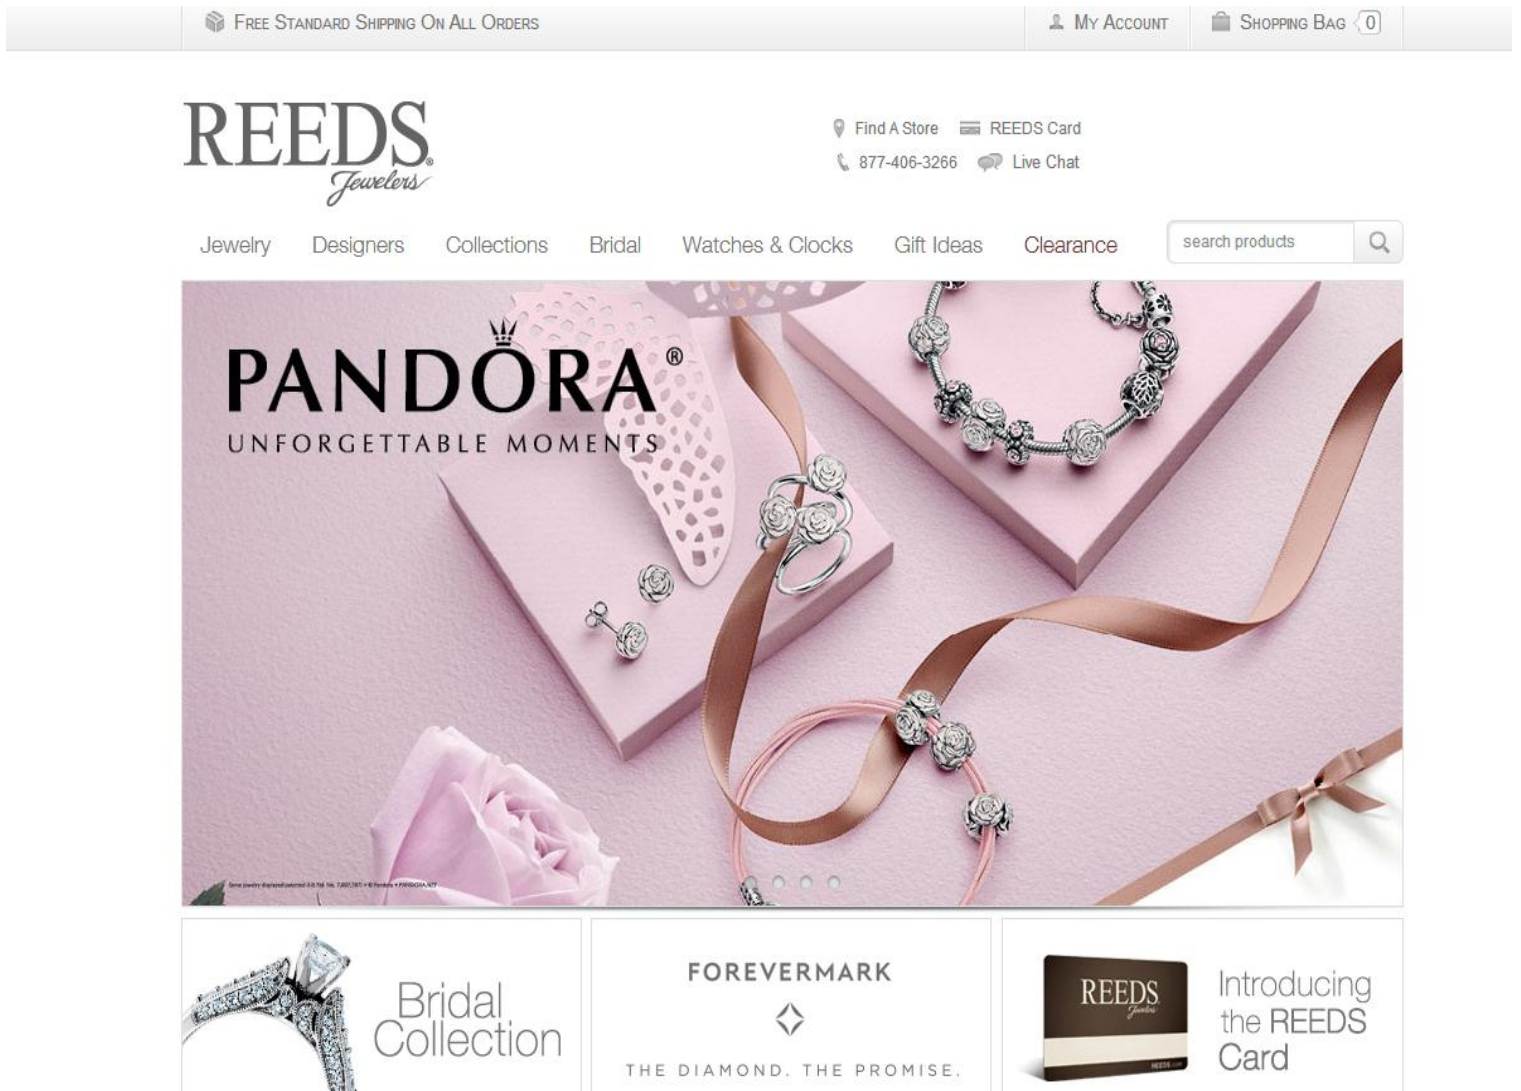 FREE STANDARD SHIPPING ON ALL ORDERS
MY ACCOUNT
SHOPPING BAG 0
REEDS
Jewelers
Find A Store
REEDS Card
877-406-3266
Live Chat
Jewelry Designers Collections Bridal Watches & Clocks Gift Ideas Clearance
search products
PANDORA®
UNFORGETTABLE MOMENTS
Bridal
Collection
FOREVERMARK
THE DIAMOND. THE PROMISE.
REEDS
Jewelers
REEDS.com
Introducing
the REEDS
Card